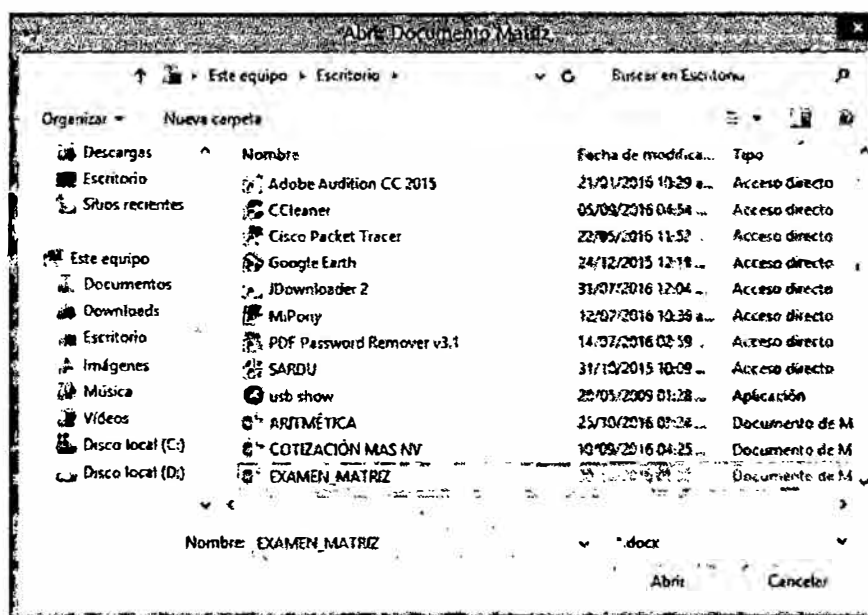 Abrir Documento Matriz
Este equipo Escritorio Buscar en Escritorio
Organizar Nueva carpeta
Descargas Nombre Fecha de modifica... Tipo
Escritorio Adobe Audition CC 2015 21/01/2016 10:29 a... Acceso directo
Sitios recientes CCleaner 05/09/2016 04:54 ... Acceso directo
Cisco Packet Tracer 22/05/2016 11:52 Acceso directo
Este equipo Google Earth 24/12/2015 12:18 ... Acceso directo
Documentos JDownloader 2 31/07/2016 12:04 ... Acceso directo
Downloads MiPony 12/07/2016 10:39 a... Acceso directo
Escritorio PDF Password Remover v3.1 14/07/2016 02:59 Acceso directo
Imágenes SARDU 31/10/2015 10:09 ... Acceso directo
Música usb show 20/05/2009 01:28 ... Aplicación
Vídeos ARITMÉTICA 25/10/2016 Documento de M
Disco local (C:) COTIZACIÓN MAS NV 10/09/2016 04:25 ... Documento de M
Disco local (D:) EXAMEN_MATRIZ Documento de M
Nombre: EXAMEN_MATRIZ *.docx
Abrir Cancelar